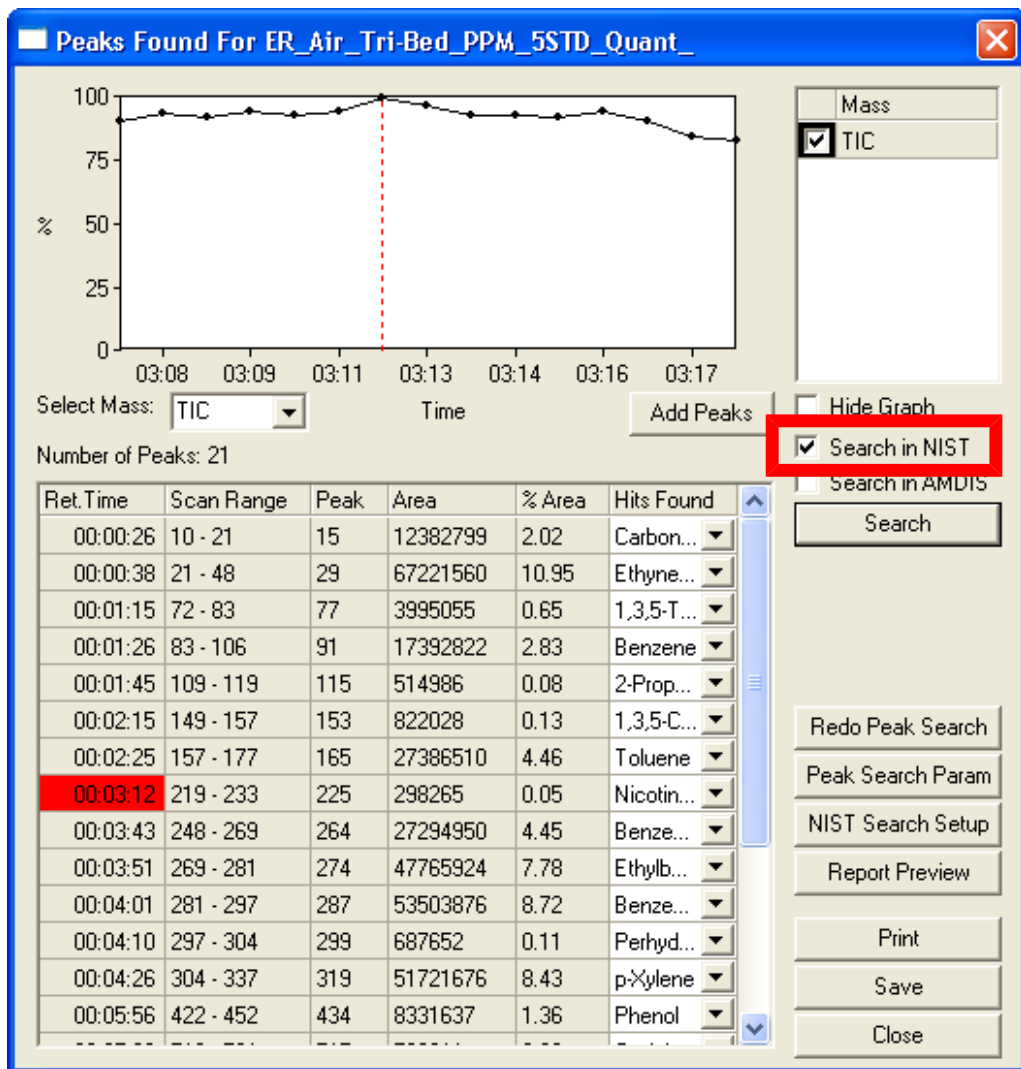 Peaks Found For ER_Air_Tri-Bed_PPM_5STD_Quant_
100
75
%
50
25
0
03:08 03:09 03:11 03:13 03:14 03:16 03:17
Time
Mass
TIC
Select Mass: TIC
Add Peaks
Hide Graph
Search in NIST
Search in AMDIS
Search
Number of Peaks: 21
Ret.Time Scan Range Peak Area % Area Hits Found
00:00:26 10 - 21 15 12382799 2.02 Carbon...
00:00:38 21 - 48 29 67221560 10.95 Ethyne...
00:01:15 72 - 83 77 3995055 0.65 1,3,5-T...
00:01:26 83 - 106 91 17392822 2.83 Benzene
00:01:45 109 - 119 115 514986 0.08 2-Prop...
00:02:15 149 - 157 153 822028 0.13 1,3,5-C...
00:02:25 157 - 177 165 27386510 4.46 Toluene
00:03:12 219 - 233 225 298265 0.05 Nicotin...
00:03:43 248 - 269 264 27294950 4.45 Benze...
00:03:51 269 - 281 274 47765924 7.78 Ethylb...
00:04:01 281 - 297 287 53503876 8.72 Benze...
00:04:10 297 - 304 299 687652 0.11 Perhyd...
00:04:26 304 - 337 319 51721676 8.43 p-Xylene
00:05:56 422 - 452 434 8331637 1.36 Phenol
Redo Peak Search
Peak Search Param
NIST Search Setup
Report Preview
Print
Save
Close